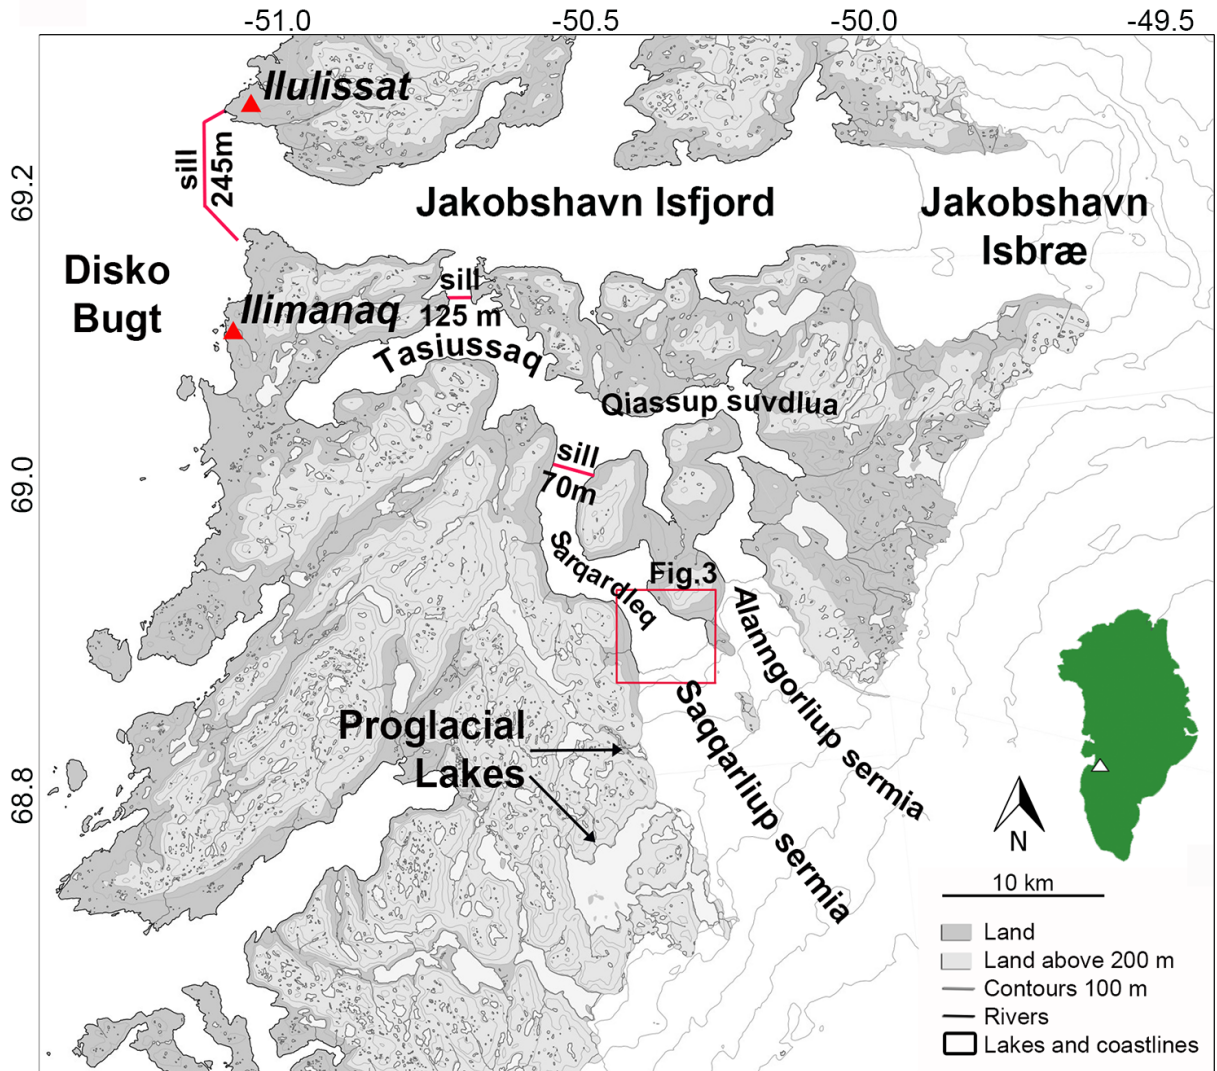 -51.0
-50.5
-50.0
-49.5
69.2
69.0
68.8
Ilulissat
sill
245m
Jakobshavn Isfjord
Jakobshavn
Isbræ
Disko
Bugt
Ilimanaq
sill
125 m
Tasiussaq
Qiassup suvdlua
sill
70m
Sarqardleq
Fig.3
Alanngorliup sermia
Saqqarliup sermia
Proglacial
Lakes
N
10 km
Land
Land above 200 m
Contours 100 m
Rivers
Lakes and coastlines